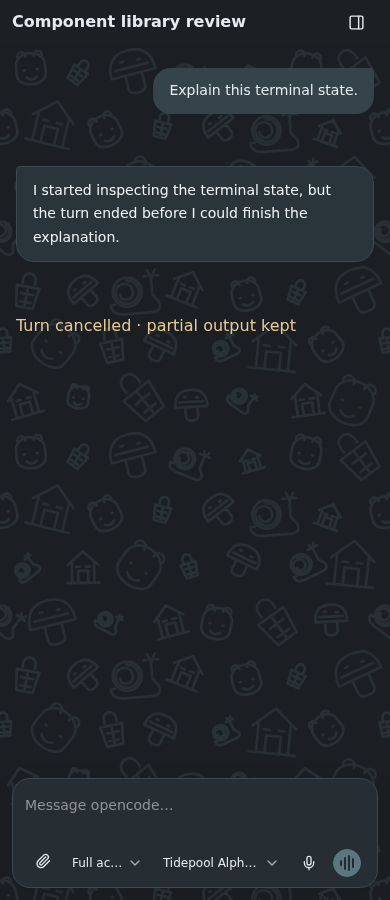 Component library review
Explain this terminal state.
I started inspecting the terminal state, but
the turn ended before I could finish the
explanation.
Turn cancelled · partial output kept
Message opencode…
Full ac…
Tidepool Alph…